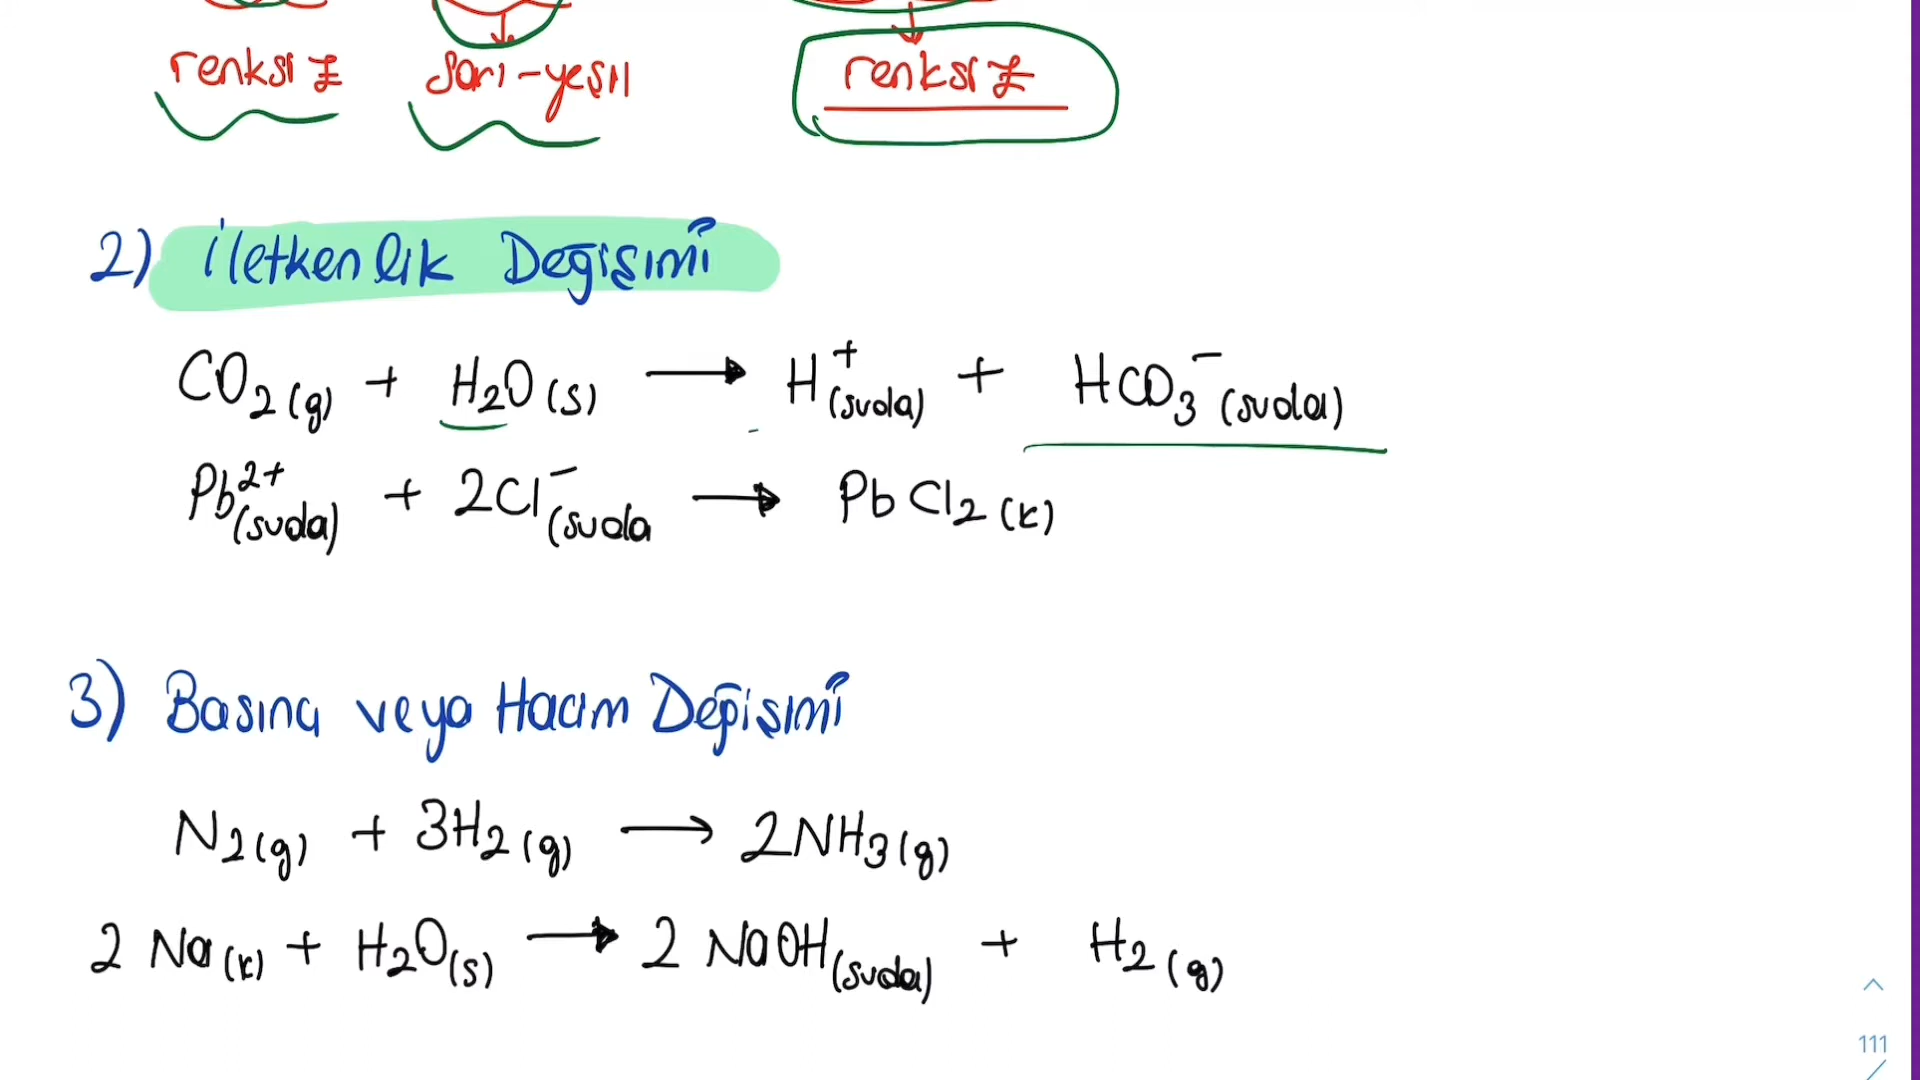 renksiz sarı-yeşil renksiz
2) İletkenlik Değişimi
CO₂(g) + H₂O(s) → H⁺(suda) + HCO₃⁻(suda)
Pb²⁺(suda) + 2Cl⁻(suda → PbCl₂(k)
3) Basınç veya Hacim Değişimi
N₂(g) + 3H₂(g) → 2NH₃(g)
2 Na(k) + H₂O(s) → 2 NaOH(suda) + H₂(g)
111